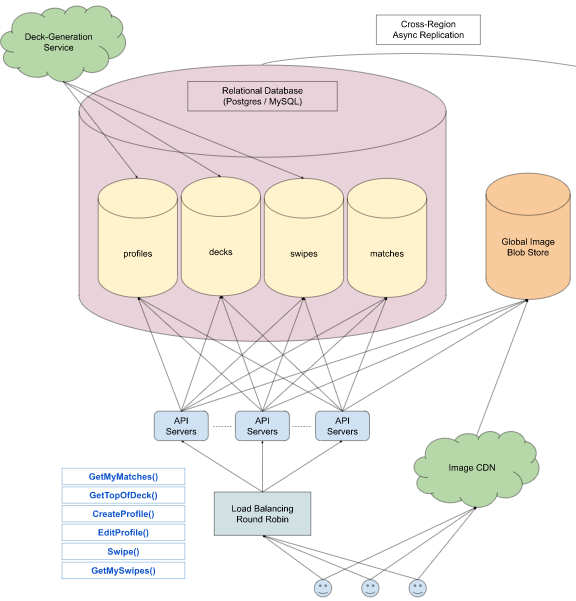 Cross-Region
Async Replication
Deck-Generation
Service
Relational Database
(Postgres / MySQL)
profiles
decks
swipes
matches
Global Image
Blob Store
API
Servers
API
Servers
API
Servers
Image CDN
GetMyMatches()
GetTopOfDeck()
CreateProfile()
EditProfile()
Swipe()
GetMySwipes()
Load Balancing
Round Robin